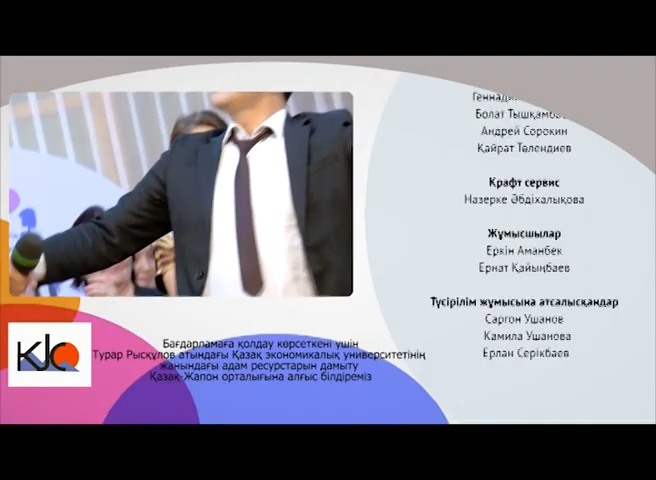 Болат
Андрей Сорокин
Қайрат Төлендиев
Крафт сервис
Назерке Әбдіхалықова
Жұмысшылар
Еркін Аманбек
Ернат Қайыңбаев
Түсірілім жұмысына атсалысқандар
Саргон Ушанов
Камила Ушанова
Ерлан Серікбаев
KJC
Бағдарламаға қолдау көрсеткені үшін
Турар Рысқұлов атындағы Қазақ экономикалық университетінің
жанындағы адам ресурстарын дамыту
Қазақ-Жапон орталығына алғыс білдіреміз